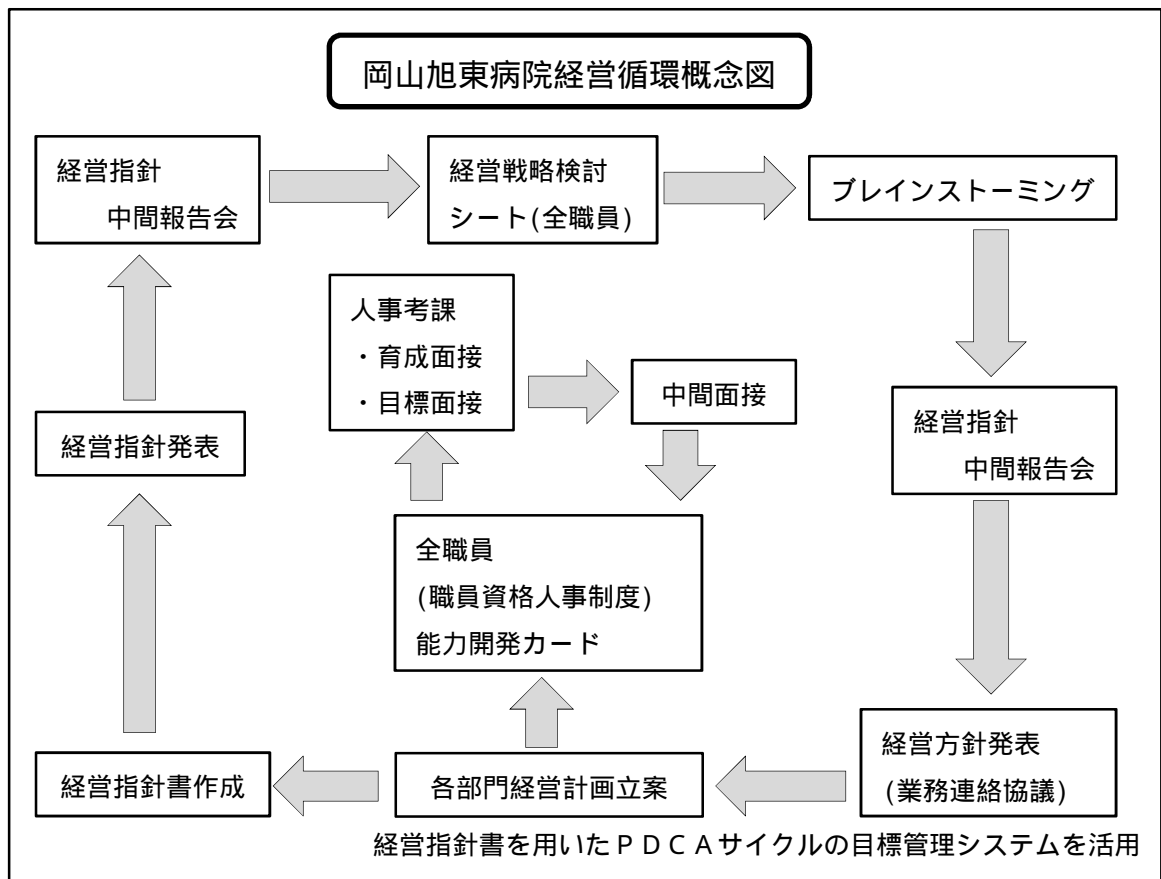 岡山旭東病院経営循環概念図
経営指針
中間報告会
経営戦略検討
シート(全職員)
ブレインストーミング
人事考課
・育成面接
・目標面接
中間面接
経営指針発表
経営指針
中間報告会
全職員
(職員資格人事制度)
能力開発カード
経営指針書作成
各部門経営計画立案
経営方針発表
(業務連絡協議)
経営指針書を用いたPDCAサイクルの目標管理システムを活用